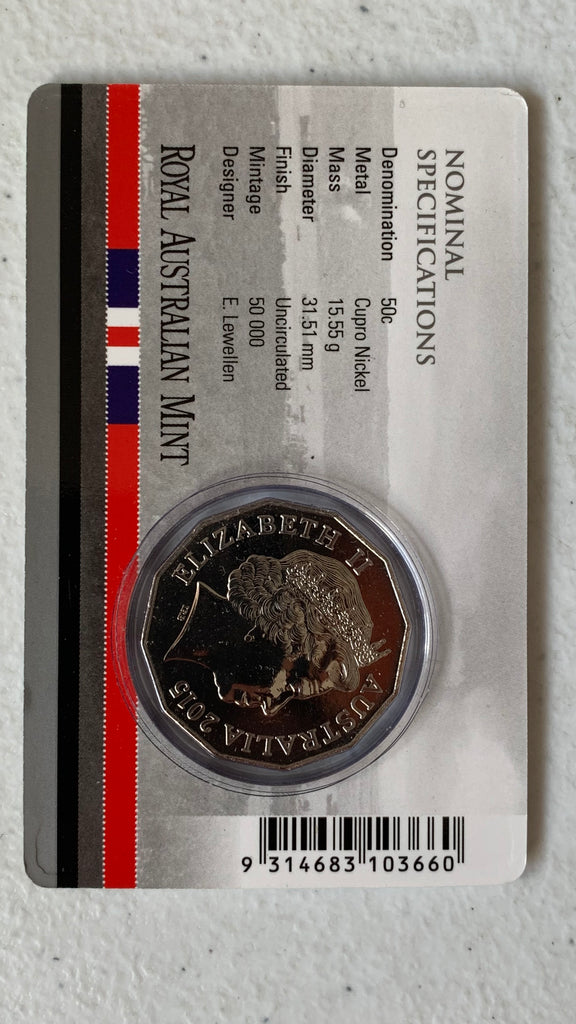 NOMINAL
SPECIFICATIONS
Denomination 50c
Metal Cupro Nickel
Mass 15.55 g
Diameter 31.51 mm
Finish Uncirculated
Mintage 50 000
Designer E. Lewellen
ROYAL AUSTRALIAN MINT
ELIZABETH II
AUSTRALIA 2015
IRB
9 314683 103660